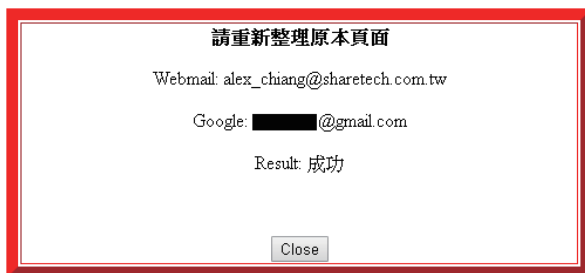 請重新整理原本頁面
Webmail: alex_chiang@sharetech.com.tw
Google: @gmail.com
Result: 成功
Close